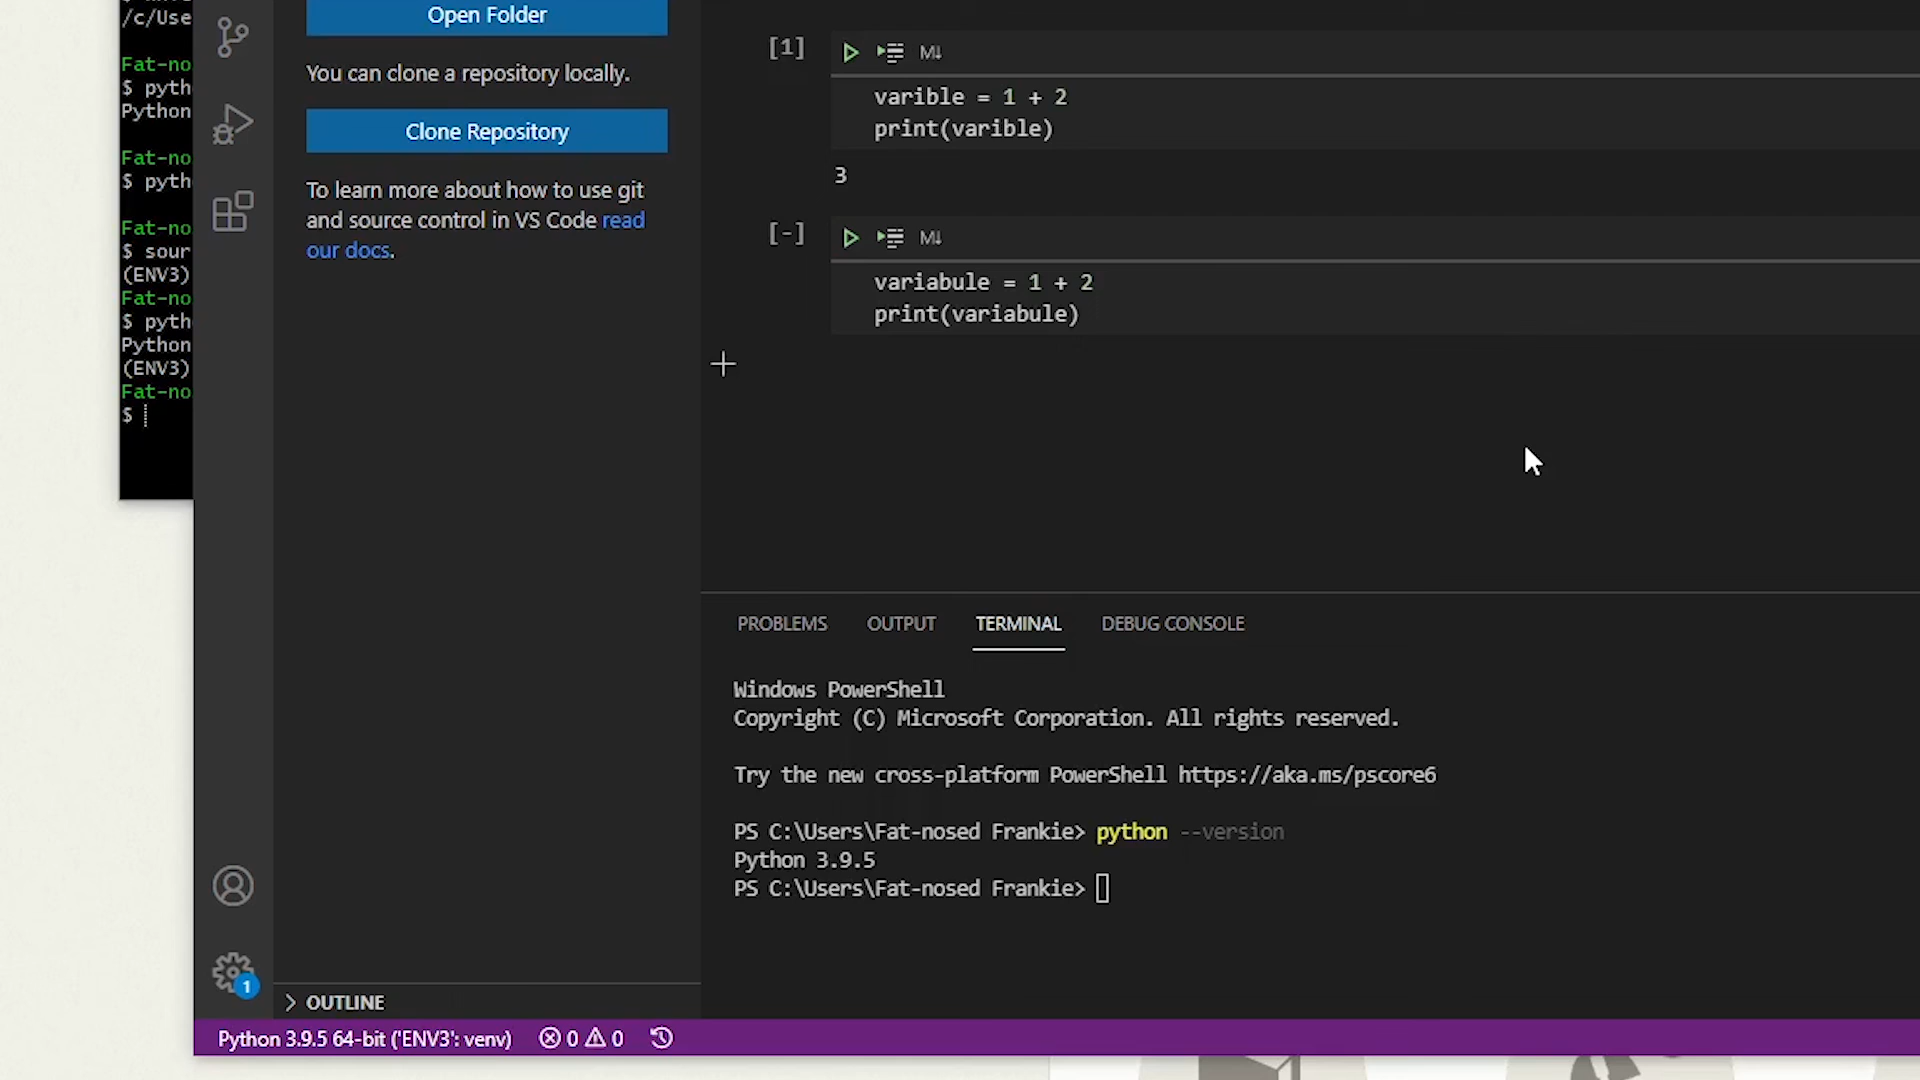 /c/Use
Fat-no
$ pyth
Python
Fat-no
$ pyth
Fat-no
$ sour
(ENV3)
Fat-no
$ pyth
Python
(ENV3)
Fat-no
$
Open Folder
You can clone a repository locally.
Clone Repository
To learn more about how to use git
and source control in VS Code read
our docs.
OUTLINE
[1]
M↓
varible = 1 + 2
print(varible)
3
[-]
M↓
variabule = 1 + 2
print(variabule)
PROBLEMS OUTPUT TERMINAL DEBUG CONSOLE
Windows PowerShell
Copyright (C) Microsoft Corporation. All rights reserved.
Try the new cross-platform PowerShell https://aka.ms/pscore6
PS C:\Users\Fat-nosed Frankie> python --version
Python 3.9.5
PS C:\Users\Fat-nosed Frankie>
1
Python 3.9.5 64-bit ('ENV3': venv) 0 0